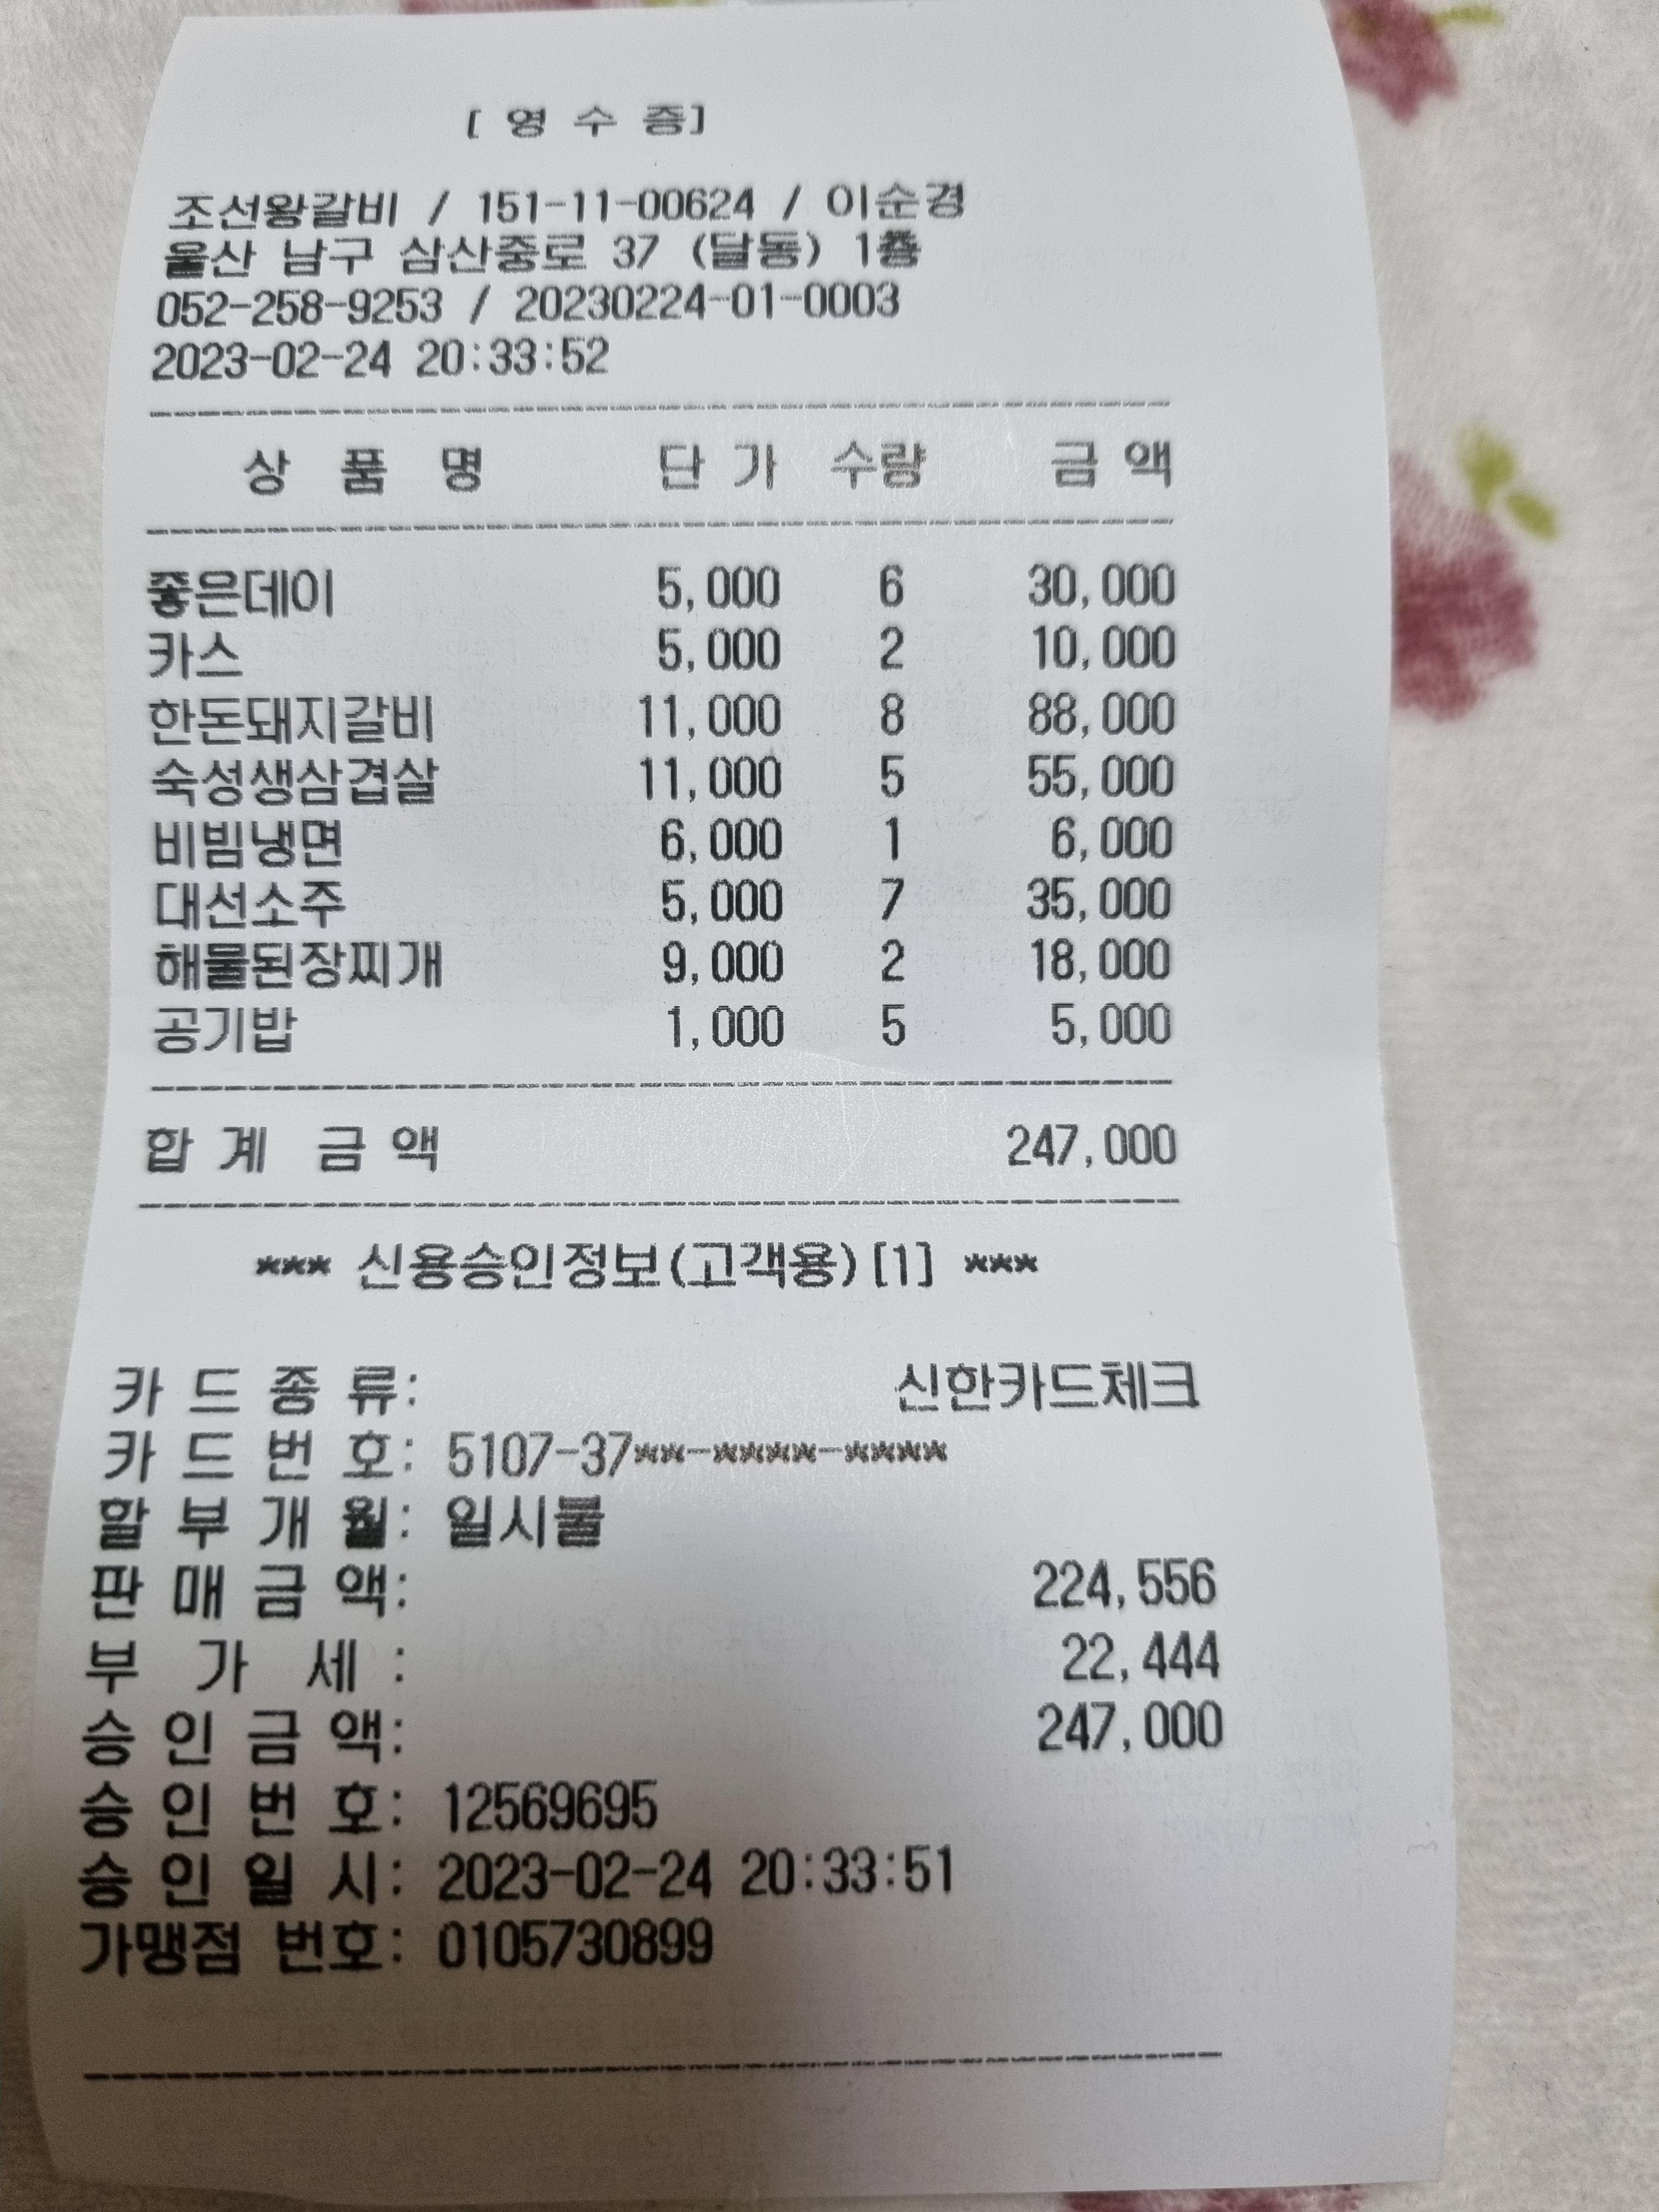 [ 영 수 증]
조선왕갈비 / 151-11-00624 / 이순경
울산 남구 삼산중로 37 (달동) 1층
052-258-9253 / 20230224-01-0003
2023-02-24 20:33:52
상 품 명 단 가 수량 금 액
좋은데이 5,000 6 30,000
카스 5,000 2 10,000
한돈돼지갈비 11,000 8 88,000
숙성생삼겹살 11,000 5 55,000
비빔냉면 6,000 1 6,000
대선소주 5,000 7 35,000
해물된장찌개 9,000 2 18,000
공기밥 1,000 5 5,000
합 계 금 액 247,000
*** 신용승인정보(고객용)[1] ***
카 드 종 류: 신한카드체크
카 드 번 호: 5107-37**-****-****
할 부 개 월: 일시불
판 매 금 액: 224,556
부 가 세 : 22,444
승 인 금 액: 247,000
승 인 번 호: 12569695
승 인 일 시: 2023-02-24 20:33:51
가맹점 번호: 0105730899